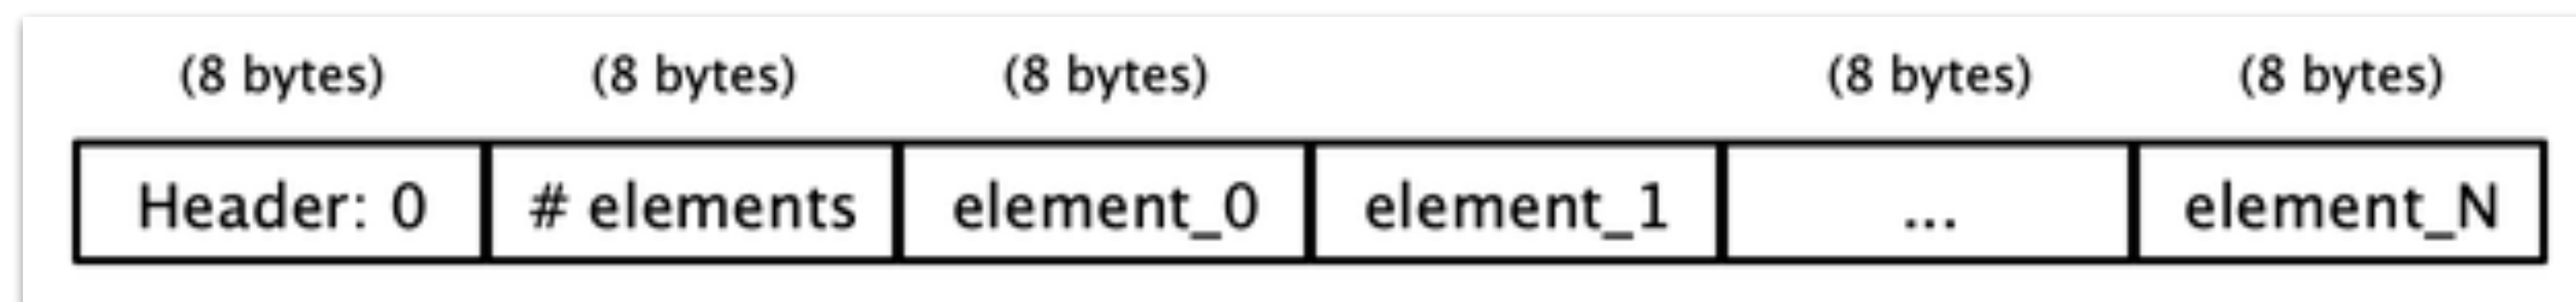 (8 bytes) (8 bytes) (8 bytes) (8 bytes) (8 bytes)
Header: 0 # elements element_0 element_1 ... element_N